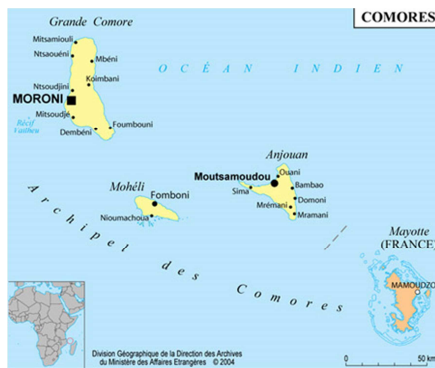 Grande Comore
COMORES
Mitsamiouli
Ntsaouéni
Mbéni
OCÉAN INDIEN
Koimbani
Ntsoudjini
MORONI
Mitsoudjé
Récif
Vailheu
Foumbouni
Dembéni
Anjouan
Ouani
Moutsamoudou
Mohéli
Sima
Bambao
Fomboni
Domoni
Mrémani
Nioumachoua
Mramani
Archipel des Comores
Mayotte
(FRANCE)
MAMOUDZO
Division Géographique de la Direction des Archives
du Ministère des Affaires Etrangères © 2004
0 50 km